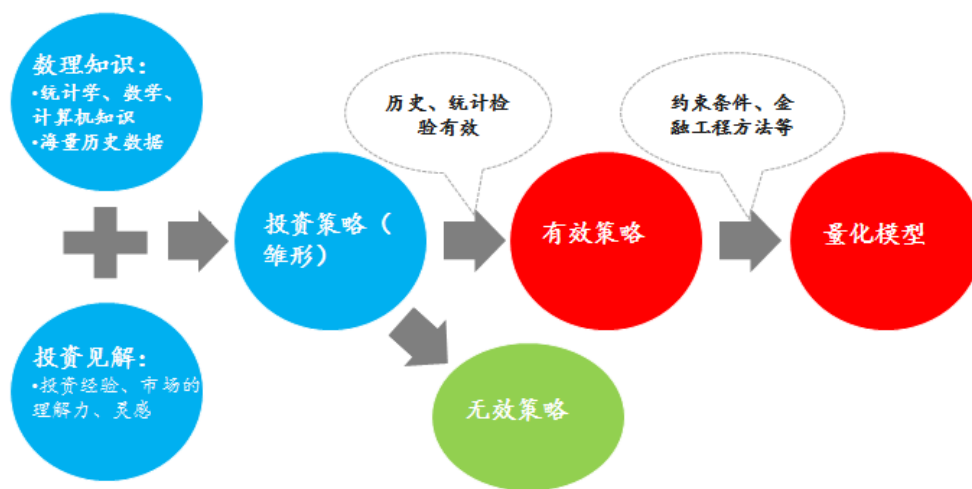 数理知识：
•统计学、数学、
计算机知识
•海量历史数据
投资见解：
•投资经验、市场的
理解力、灵感
投资策略（
雏形）
历史、统计检
验有效
有效策略
无效策略
约束条件、金
融工程方法等
量化模型